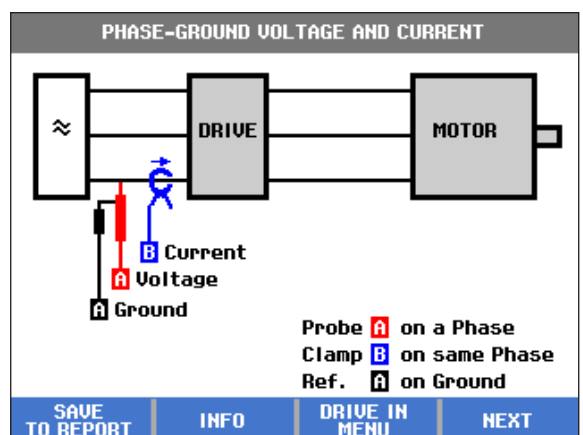 PHASE-GROUND VOLTAGE AND CURRENT
≈
DRIVE
MOTOR
B Current
A Voltage
A Ground
Probe A on a Phase
Clamp B on same Phase
Ref. A on Ground
SAVE TO REPORT
INFO
DRIVE IN MENU
NEXT